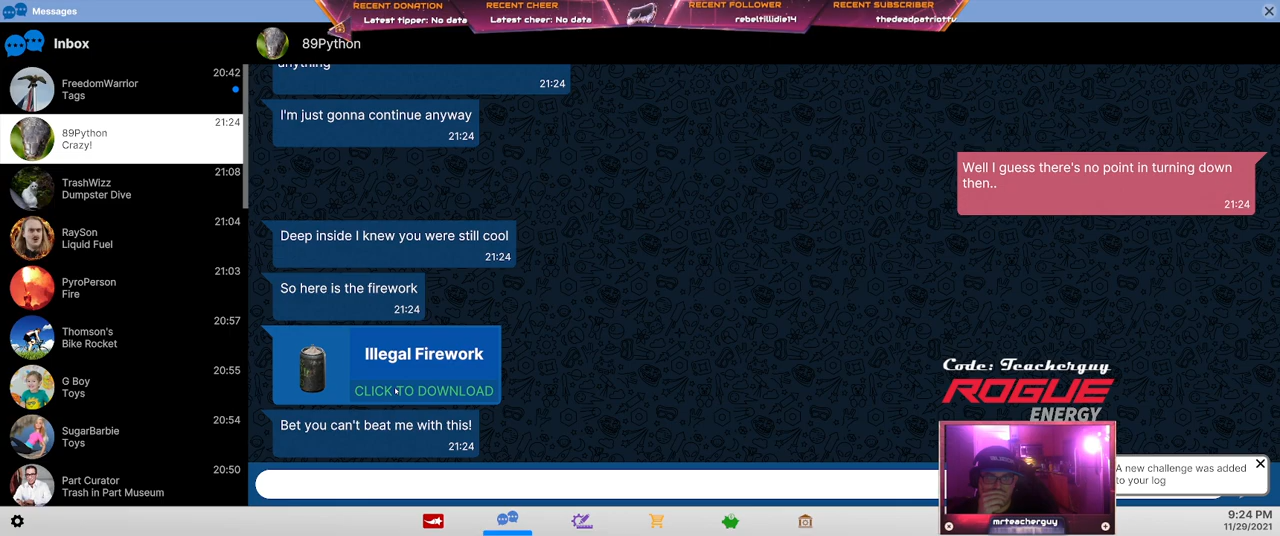 Messages
RECENT DONATION
Latest tipper: No data
RECENT CHEER
Latest cheer: No data
RECENT FOLLOWER
rebeltillidie14
RECENT SUBSCRIBER
thedeadpatriottv
Inbox
89Python
FreedomWarrior
Tags
20:42
89Python
Crazy!
21:24
TrashWizz
Dumpster Dive
21:08
RaySon
Liquid Fuel
21:04
PyroPerson
Fire
21:03
Thomson's
Bike Rocket
20:57
G Boy
Toys
20:55
SugarBarbie
Toys
20:54
Part Curator
Trash in Part Museum
20:50
anything
21:24
I'm just gonna continue anyway
21:24
Well I guess there's no point in turning down
then..
21:24
Deep inside I knew you were still cool
21:24
So here is the firework
21:24
Illegal Firework
CLICK TO DOWNLOAD
Bet you can't beat me with this!
21:24
Code: Teacherguy
ROGUE
ENERGY
mrteacherguy
A new challenge was added
to your log
9:24 PM
11/29/2021